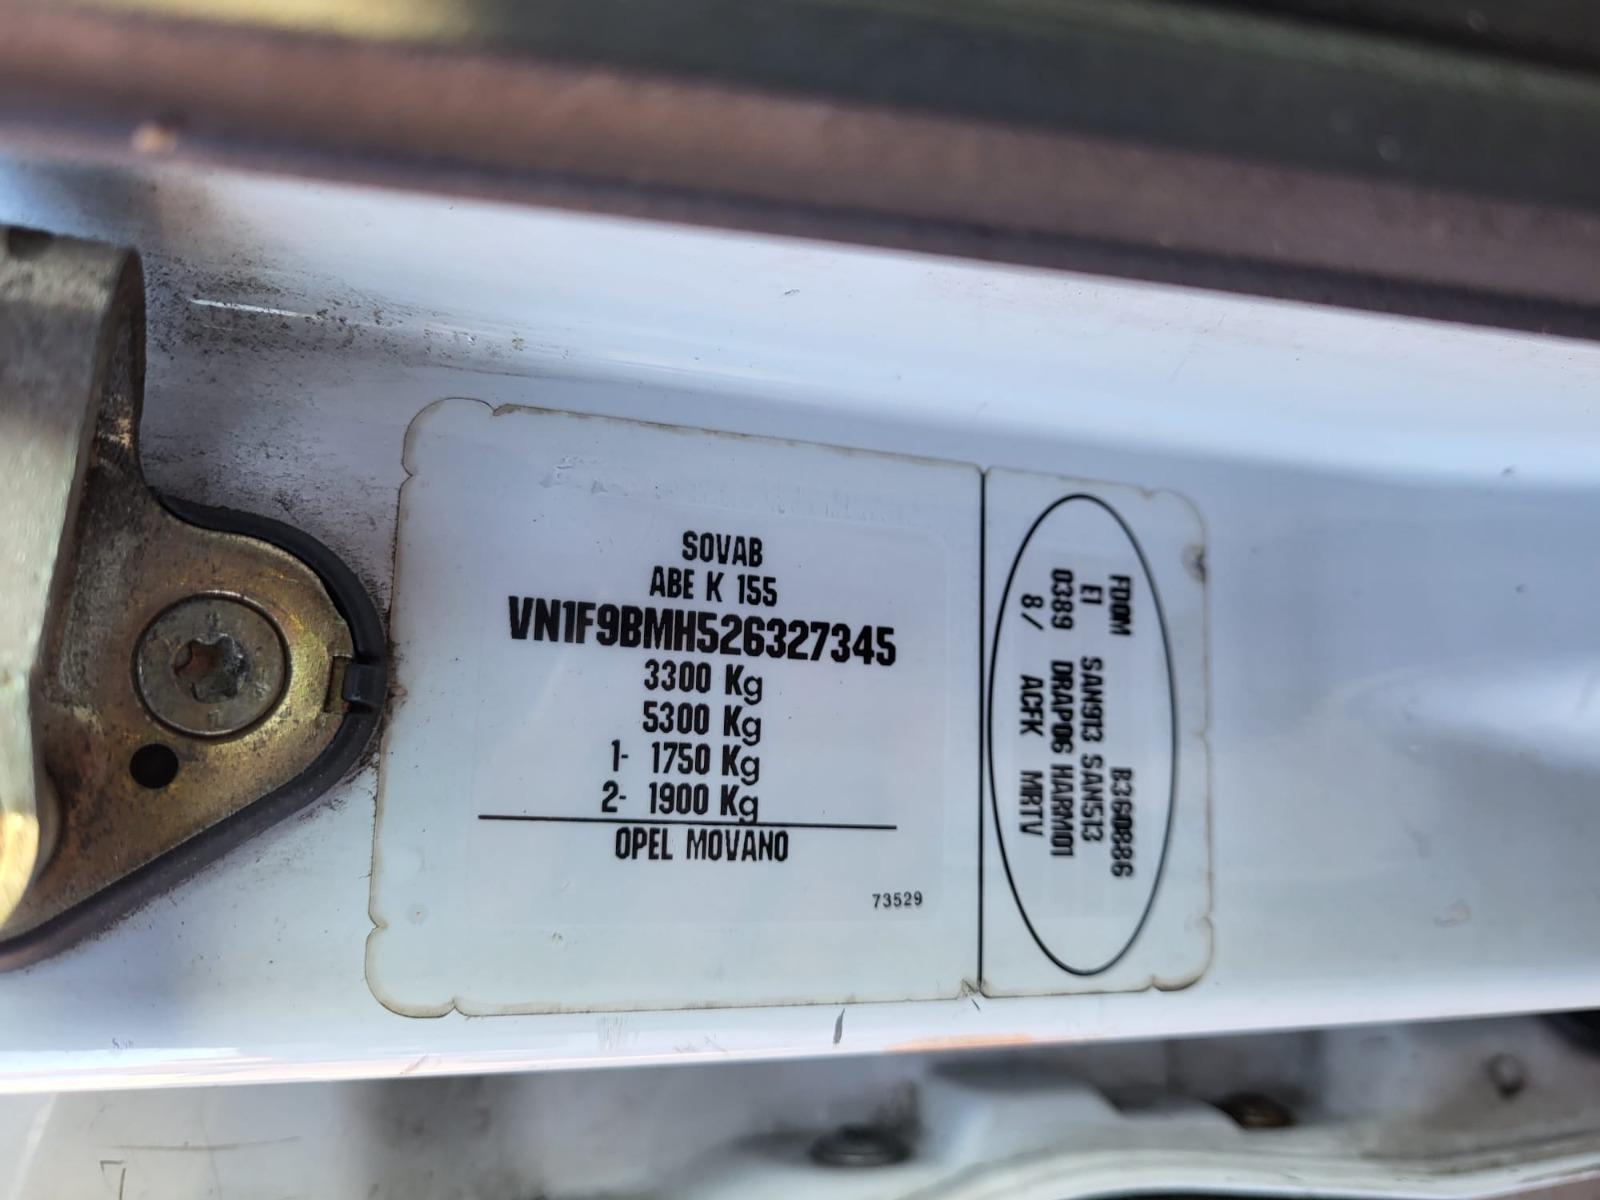 SOVAB
ABE K 155
VN1F9BMH526327345
3300 Kg
5300 Kg
1- 1750 Kg
2- 1900 Kg
OPEL MOVANO
73529
FDOM B360886
E1 SAN913 SAN513
0389 DRAP06 HARM01
8/ ACFK MRTV